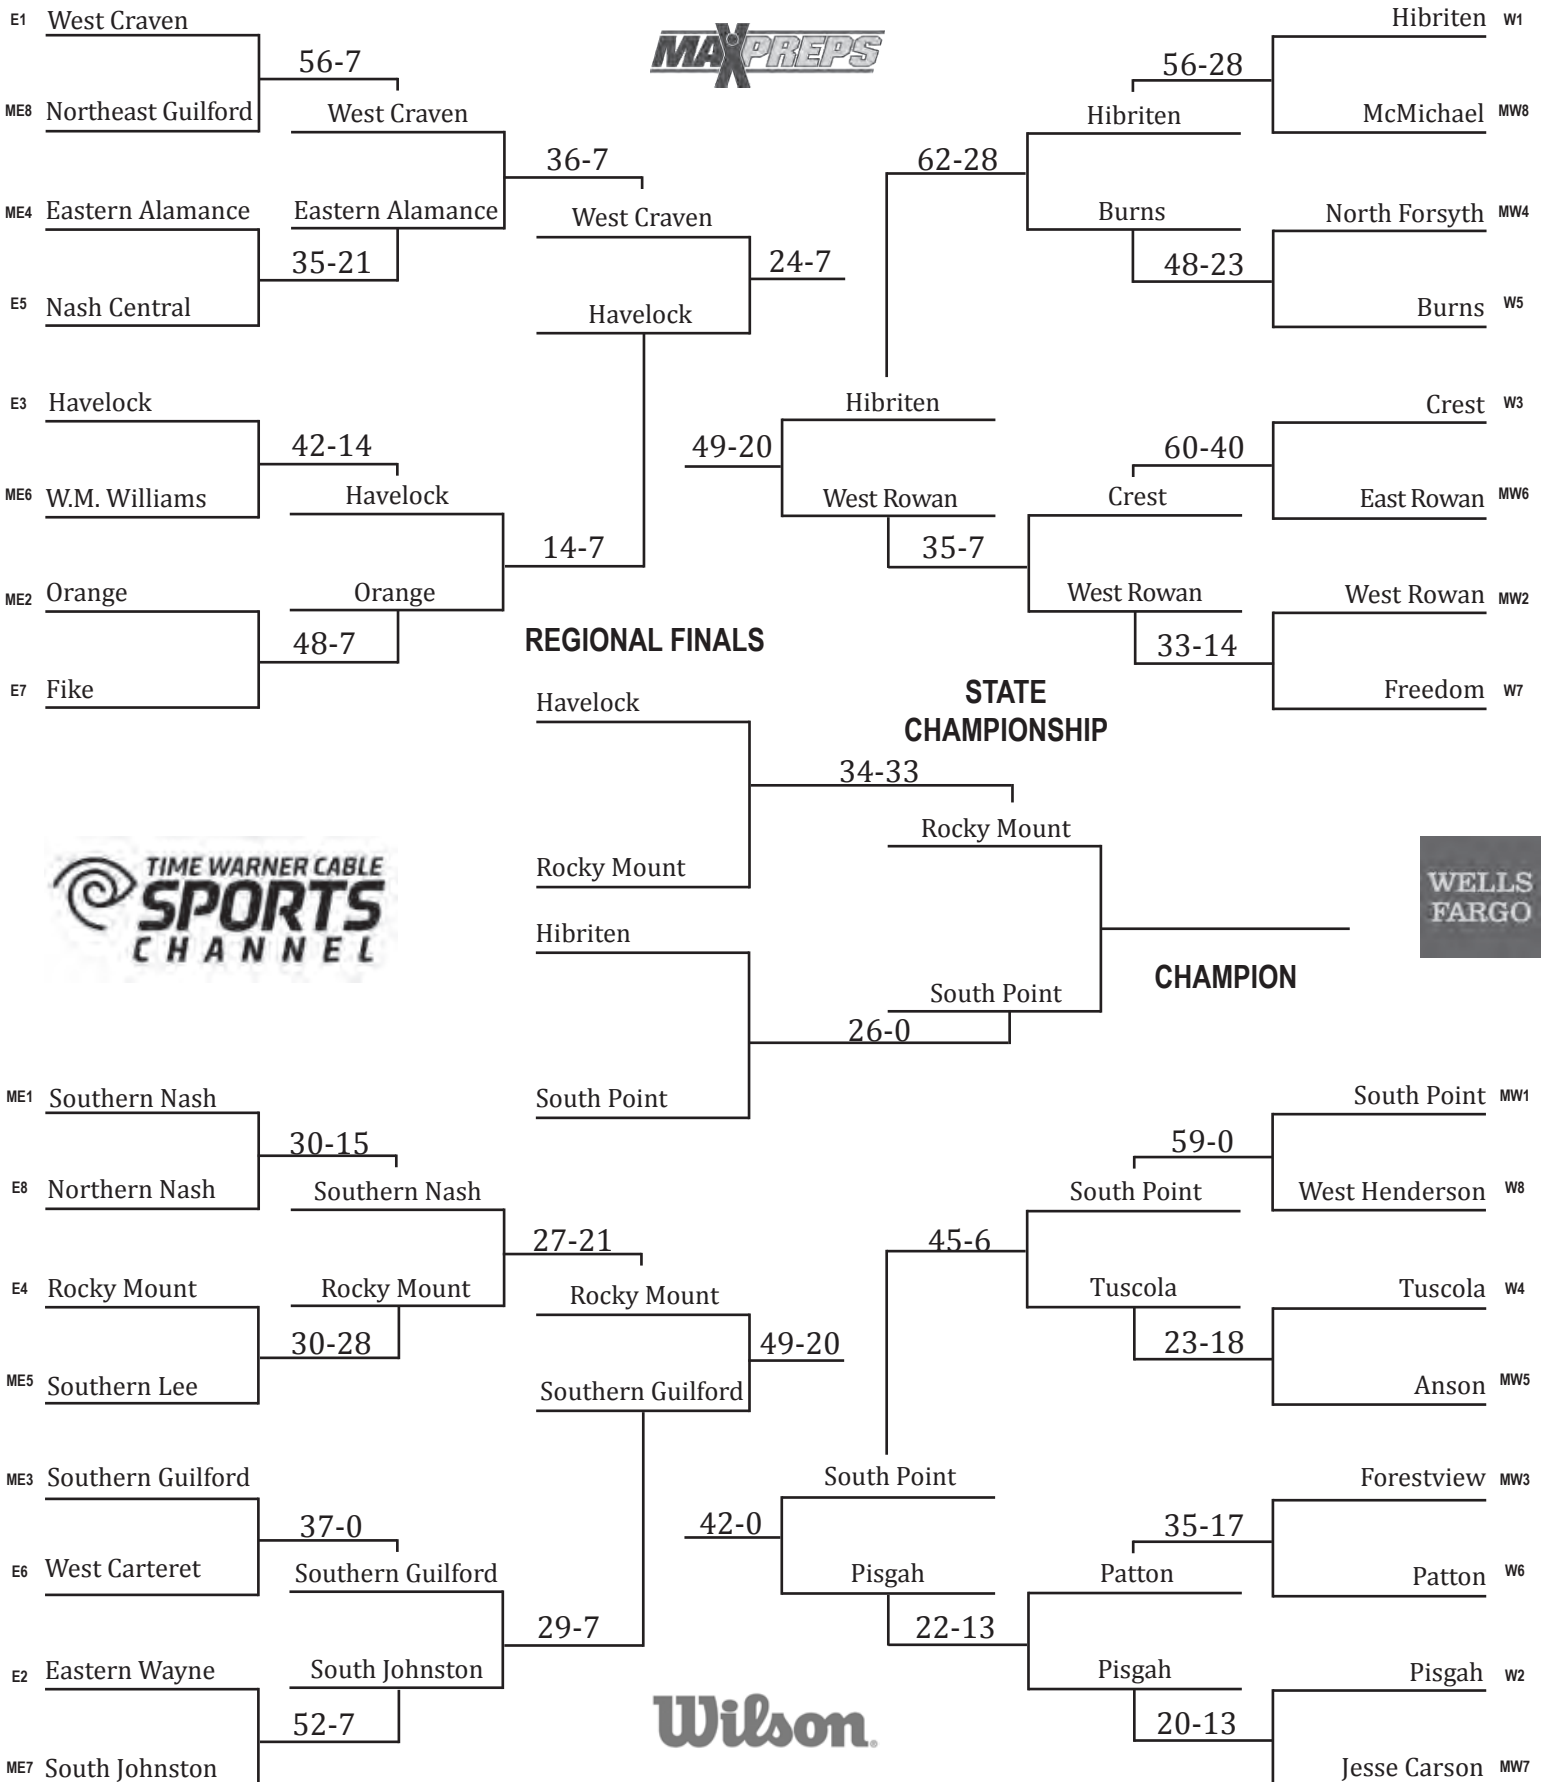 E1 West Craven
56-7
ME8 Northeast Guilford
West Craven
36-7
ME4 Eastern Alamance
Eastern Alamance
35-21
E5 Nash Central
West Craven
24-7
Havelock
E3 Havelock
42-14
ME6 W.M. Williams
Havelock
14-7
ME2 Orange
Orange
48-7
E7 Fike
MAXPREPS
Hibriten W1
56-28
McMichael MW8
Hibriten
62-28
North Forsyth MW4
Burns
48-23
Burns W5
Hibriten
49-20
West Rowan
Crest W3
60-40
East Rowan MW6
Crest
35-7
West Rowan MW2
West Rowan
33-14
Freedom W7
REGIONAL FINALS
STATE
CHAMPIONSHIP
Havelock
34-33
Rocky Mount
Rocky Mount
Hibriten
South Point
26-0
South Point
CHAMPION
TIME WARNER CABLE
SPORTS
CHANNEL
WELLS
FARGO
ME1 Southern Nash
30-15
E8 Northern Nash
Southern Nash
27-21
E4 Rocky Mount
Rocky Mount
30-28
ME5 Southern Lee
Rocky Mount
49-20
Southern Guilford
ME3 Southern Guilford
37-0
E6 West Carteret
Southern Guilford
29-7
E2 Eastern Wayne
South Johnston
52-7
ME7 South Johnston
South Point MW1
59-0
West Henderson W8
South Point
45-6
Tuscola W4
Tuscola
23-18
Anson MW5
South Point
42-0
Pisgah
Forestview MW3
35-17
Patton W6
Patton
22-13
Pisgah W2
Pisgah
20-13
Jesse Carson MW7
Wilson.